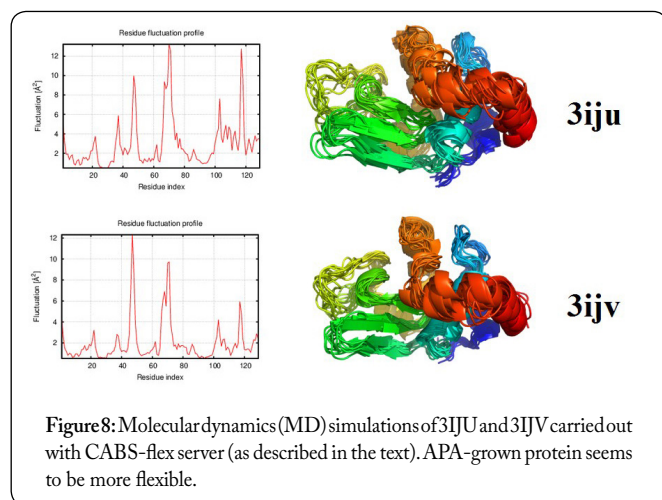 Residue fluctuation profile
Fluctuation [Å²]
12
10
8
6
4
2
20 40 60 80 100 120
Residue index
3iju
Residue fluctuation profile
Fluctuation [Å²]
12
10
8
6
4
2
20 40 60 80 100 120
Residue index
3ijv
Figure 8: Molecular dynamics (MD) simulations of 3IJU and 3IJV carried out
with CABS-flex server (as described in the text). APA-grown protein seems
to be more flexible.